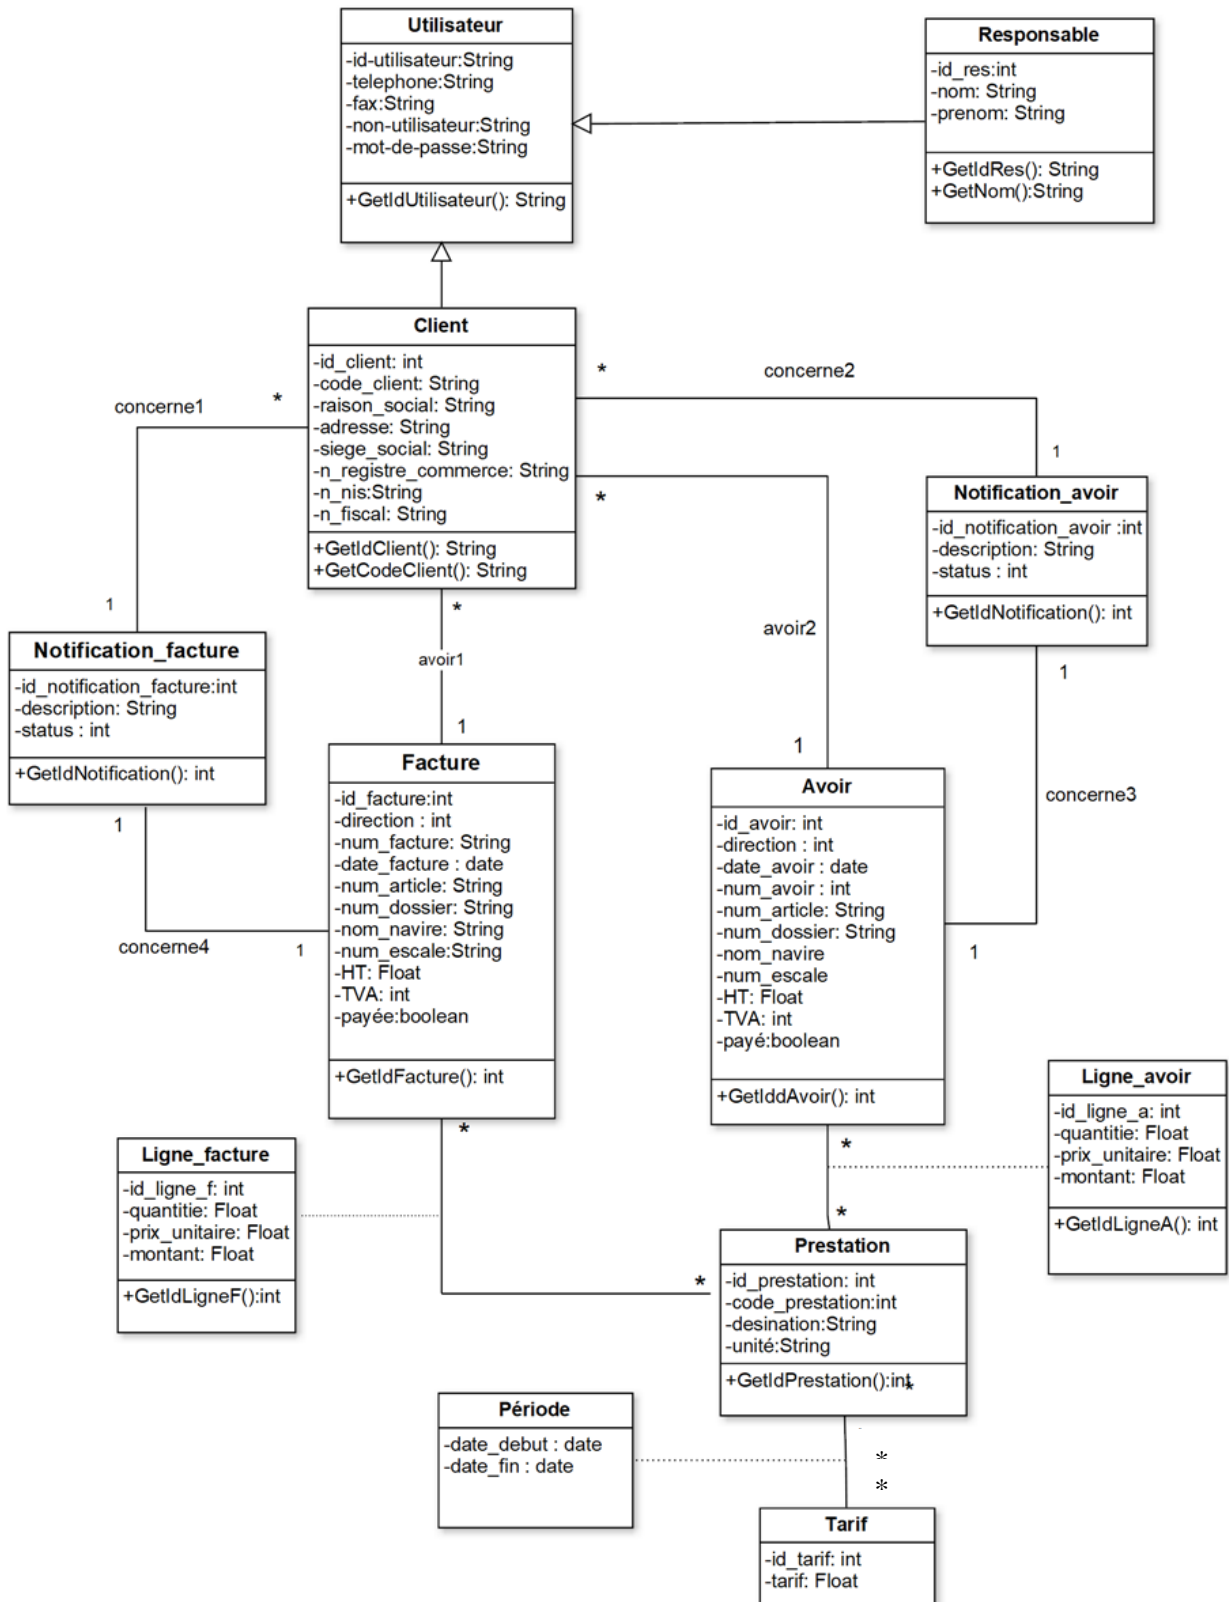 Utilisateur
-id-utilisateur:String
-telephone:String
-fax:String
-non-utilisateur:String
-mot-de-passe:String
+GetIdUtilisateur(): String
Responsable
-id_res:int
-nom: String
-prenom: String
+GetIdRes(): String
+GetNom():String
Client
-id_client: int
-code_client: String
-raison_social: String
-adresse: String
-siege_social: String
-n_registre_commerce: String
-n_nis:String
-n_fiscal: String
+GetIdClient(): String
+GetCodeClient(): String
concerne1
*
1
*
concerne2
1
*
avoir2
1
*
avoir1
1
Notification_avoir
-id_notification_avoir :int
-description: String
-status : int
+GetIdNotification(): int
1
concerne3
1
Notification_facture
-id_notification_facture:int
-description: String
-status : int
+GetIdNotification(): int
1
concerne4
1
Facture
-id_facture:int
-direction : int
-num_facture: String
-date_facture : date
-num_article: String
-num_dossier: String
-nom_navire: String
-num_escale:String
-HT: Float
-TVA: int
-payée:boolean
+GetIdFacture(): int
*
Avoir
-id_avoir: int
-direction : int
-date_avoir : date
-num_avoir : int
-num_article: String
-num_dossier: String
-nom_navire
-num_escale
-HT: Float
-TVA: int
-payé:boolean
+GetIddAvoir(): int
*
*
Ligne_avoir
-id_ligne_a: int
-quantitie: Float
-prix_unitaire: Float
-montant: Float
+GetIdLigneA(): int
Ligne_facture
-id_ligne_f: int
-quantitie: Float
-prix_unitaire: Float
-montant: Float
+GetIdLigneF():int
*
Prestation
-id_prestation: int
-code_prestation:int
-desination:String
-unité:String
+GetIdPrestation():int
*
Période
-date_debut : date
-date_fin : date
*
*
Tarif
-id_tarif: int
-tarif: Float